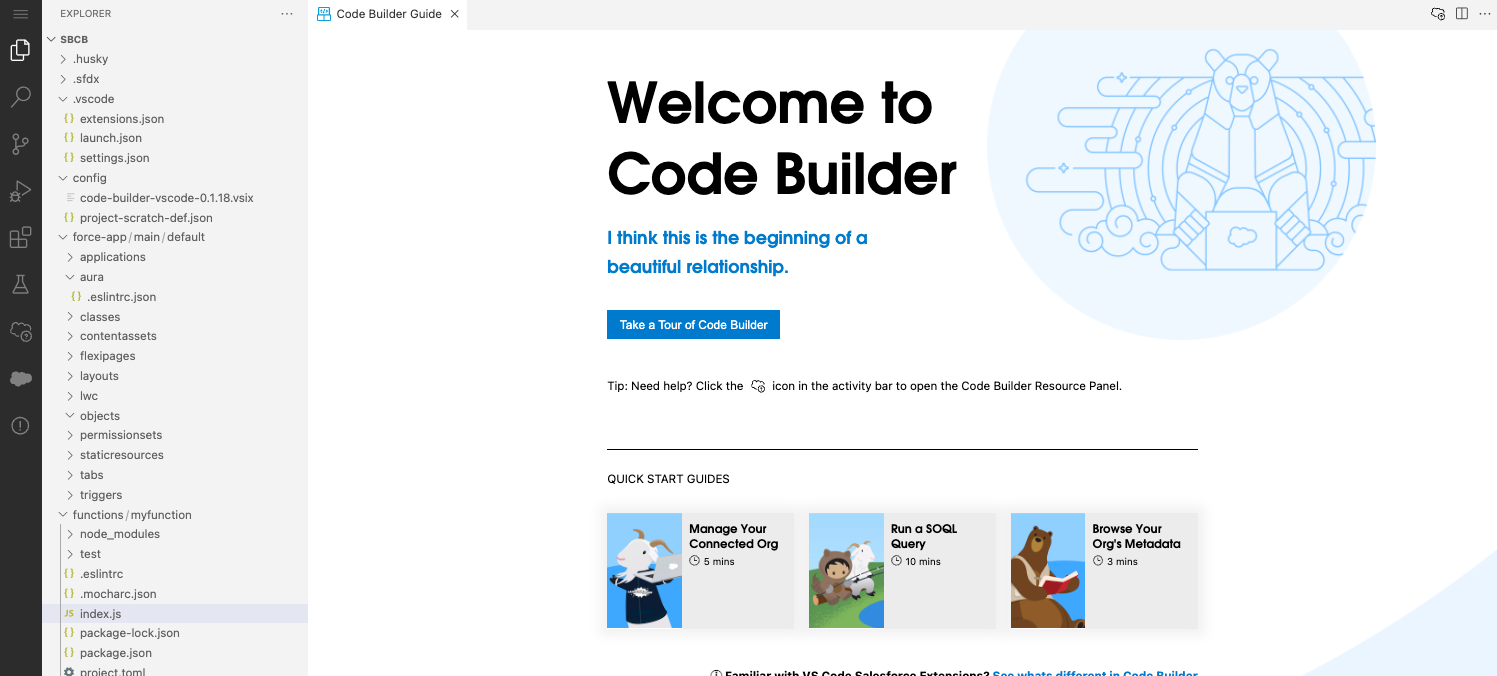 EXPLORER
SBCB
.husky
.sfdx
.vscode
extensions.json
launch.json
settings.json
config
code-builder-vscode-0.1.18.vsix
project-scratch-def.json
force-app/main/default
applications
aura
.eslintrc.json
classes
contentassets
flexipages
layouts
lwc
objects
permissionsets
staticresources
tabs
triggers
functions/myfunction
node_modules
test
.eslintrc
.mocharc.json
JS index.js
package-lock.json
package.json
project.toml
Code Builder Guide
Welcome to
Code Builder
I think this is the beginning of a
beautiful relationship.
Take a Tour of Code Builder
Tip: Need help? Click the icon in the activity bar to open the Code Builder Resource Panel.
QUICK START GUIDES
Manage Your
Connected Org
5 mins
Run a SOQL
Query
10 mins
Browse Your
Org's Metadata
3 mins
Familiar with VS Code Salesforce Extensions? See whats different in Code Builder